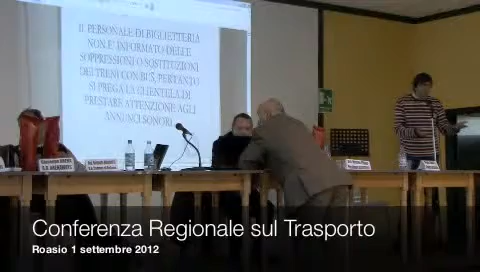 IL PERSONALE DI BIGLIETTERIA
NON E' INFORMATO DELLE
SOPPRESSIONI O SOSTITUZIONI
DEI TRENI CON BUS, PERTANTO
SI PREGA LA CLIENTELA DI
PRESTARE ATTENZIONE AGLI
ANNUNCI SONORI
Conferenza Regionale sul Trasporto
Roasio 1 settembre 2012